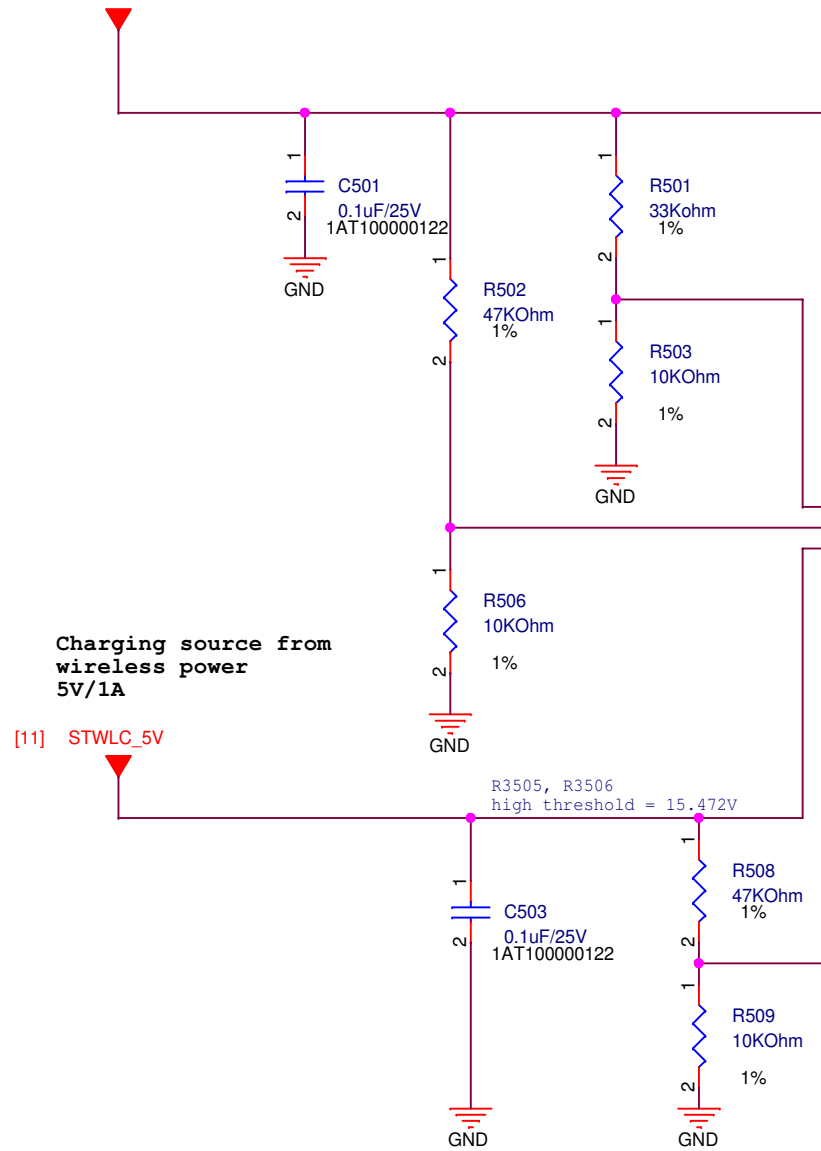 1
C501
0.1uF/25V
2
1AT100000122
GND
1
R501
33Kohm
1%
2
1
R502
47KOhm
1%
2
1
R503
10KOhm
1%
2
GND
1
R506
10KOhm
1%
2
GND
Charging source from
wireless power
5V/1A
[11] STWLC_5V
R3505, R3506
high threshold = 15.472V
1
C503
0.1uF/25V
2
1AT100000122
GND
1
R508
47KOhm
1%
2
1
R509
10KOhm
1%
2
GND